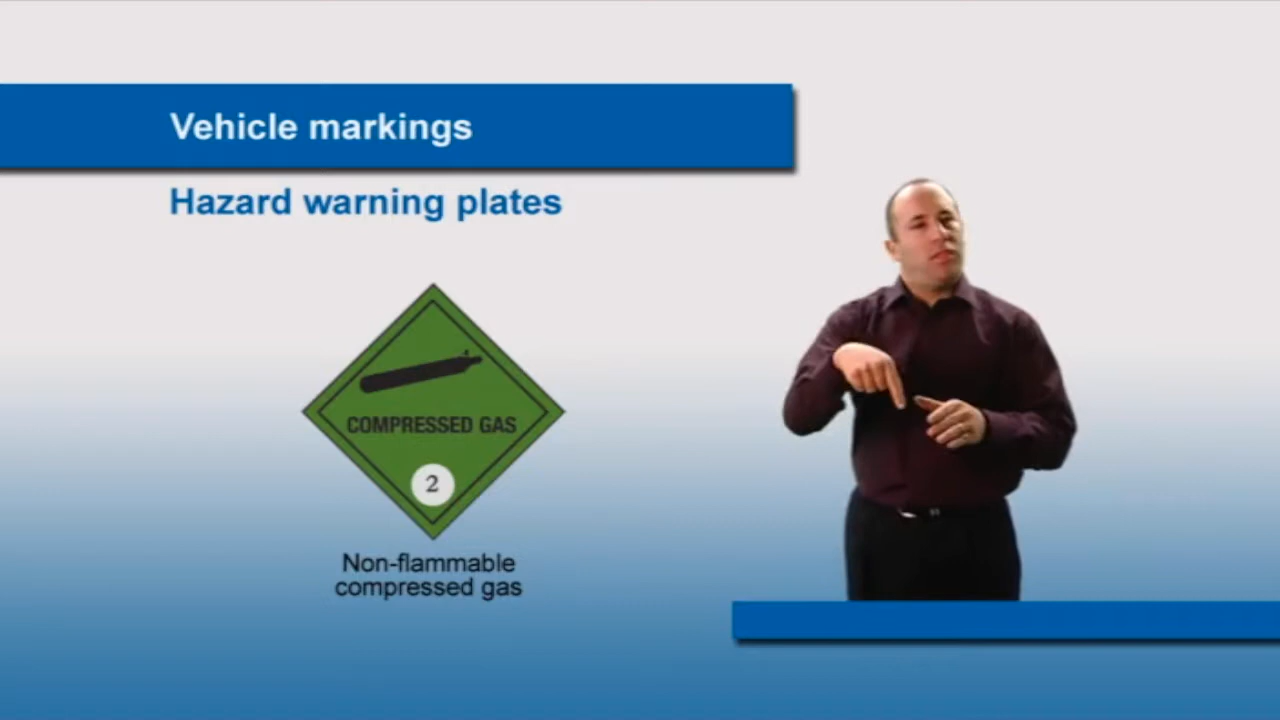 Vehicle markings
Hazard warning plates
COMPRESSED GAS
2
Non-flammable
compressed gas